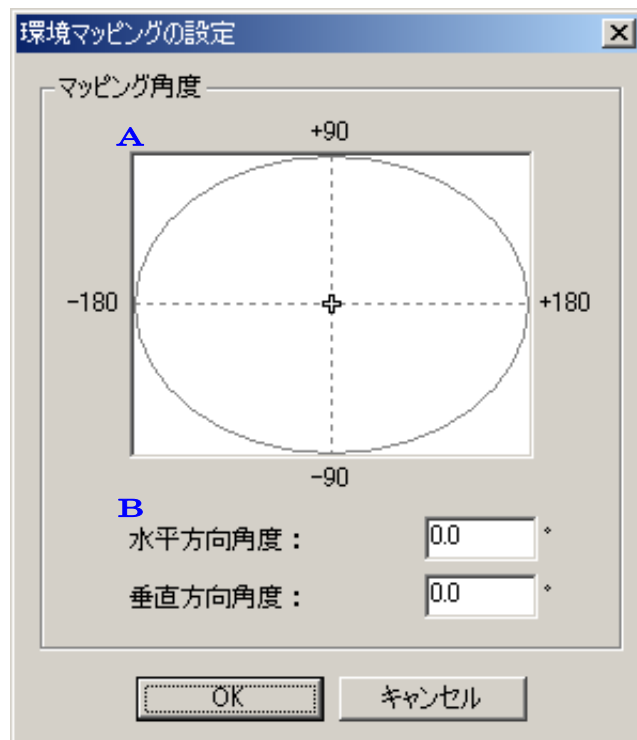 環境マッピングの設定
マッピング角度
A
+90
-180
+180
-90
B
水平方向角度：
0.0
°
垂直方向角度：
0.0
°
OK
キャンセル